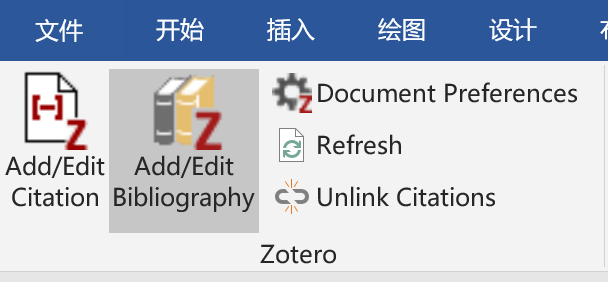 文件 开始 插入 绘图 设计
Add/Edit
Citation
Add/Edit
Bibliography
Document Preferences
Refresh
Unlink Citations
Zotero